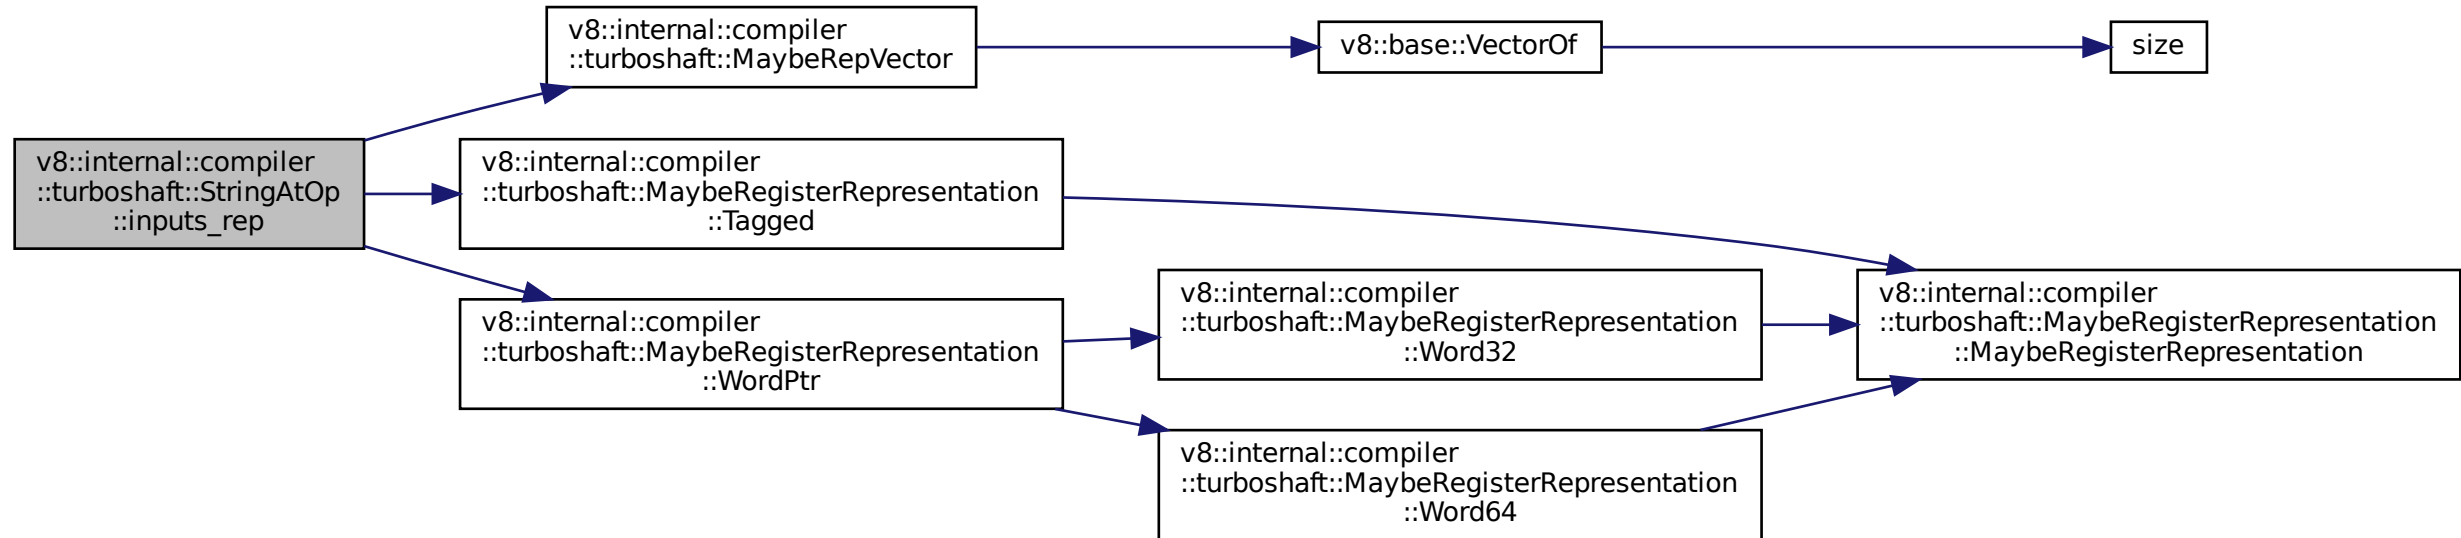 v8::internal::compiler
::turboshaft::StringAtOp
::inputs_rep
v8::internal::compiler
::turboshaft::MaybeRepVector
v8::base::VectorOf
size
v8::internal::compiler
::turboshaft::MaybeRegisterRepresentation
::Tagged
v8::internal::compiler
::turboshaft::MaybeRegisterRepresentation
::WordPtr
v8::internal::compiler
::turboshaft::MaybeRegisterRepresentation
::Word32
v8::internal::compiler
::turboshaft::MaybeRegisterRepresentation
::Word64
v8::internal::compiler
::turboshaft::MaybeRegisterRepresentation
::MaybeRegisterRepresentation